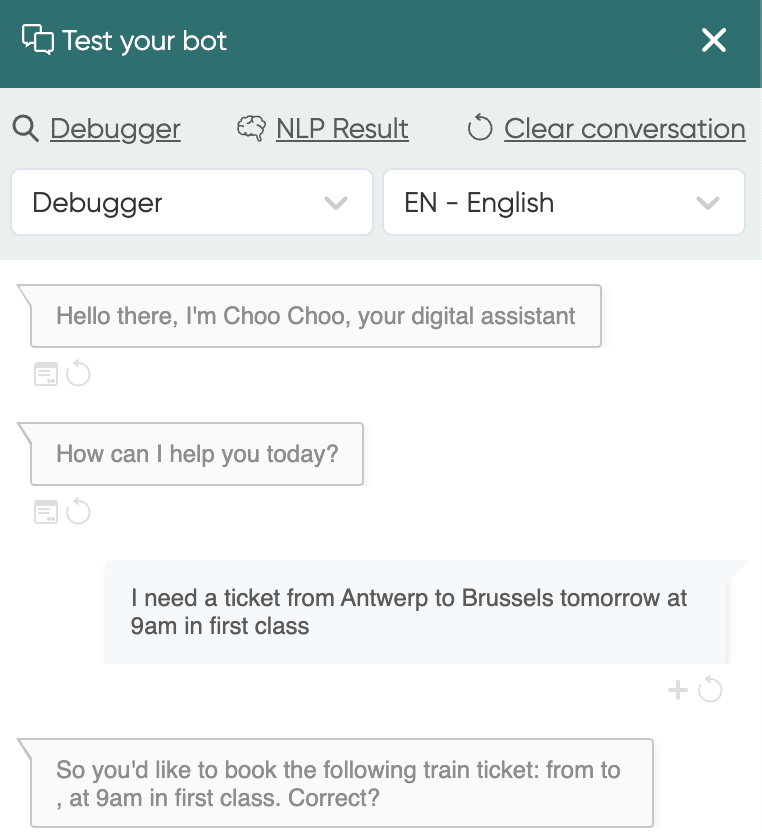 Test your bot
Debugger NLP Result Clear conversation
Debugger EN - English
Hello there, I'm Choo Choo, your digital assistant
How can I help you today?
I need a ticket from Antwerp to Brussels tomorrow at
9am in first class
So you'd like to book the following train ticket: from to
, at 9am in first class. Correct?